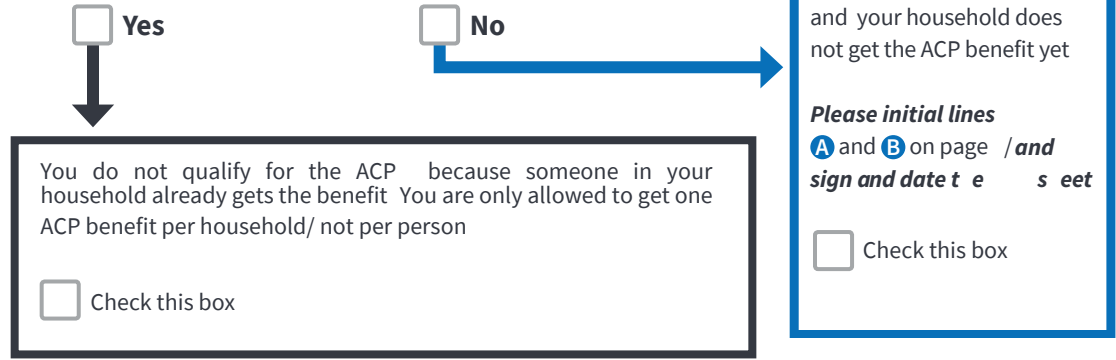 Yes
No
and your household does
not get the ACP benefit yet
Please initial lines
A and B on page / and
sign and date t e s eet
Check this box
You do not qualify for the ACP because someone in your
household already gets the benefit You are only allowed to get one
ACP benefit per household/ not per person
Check this box